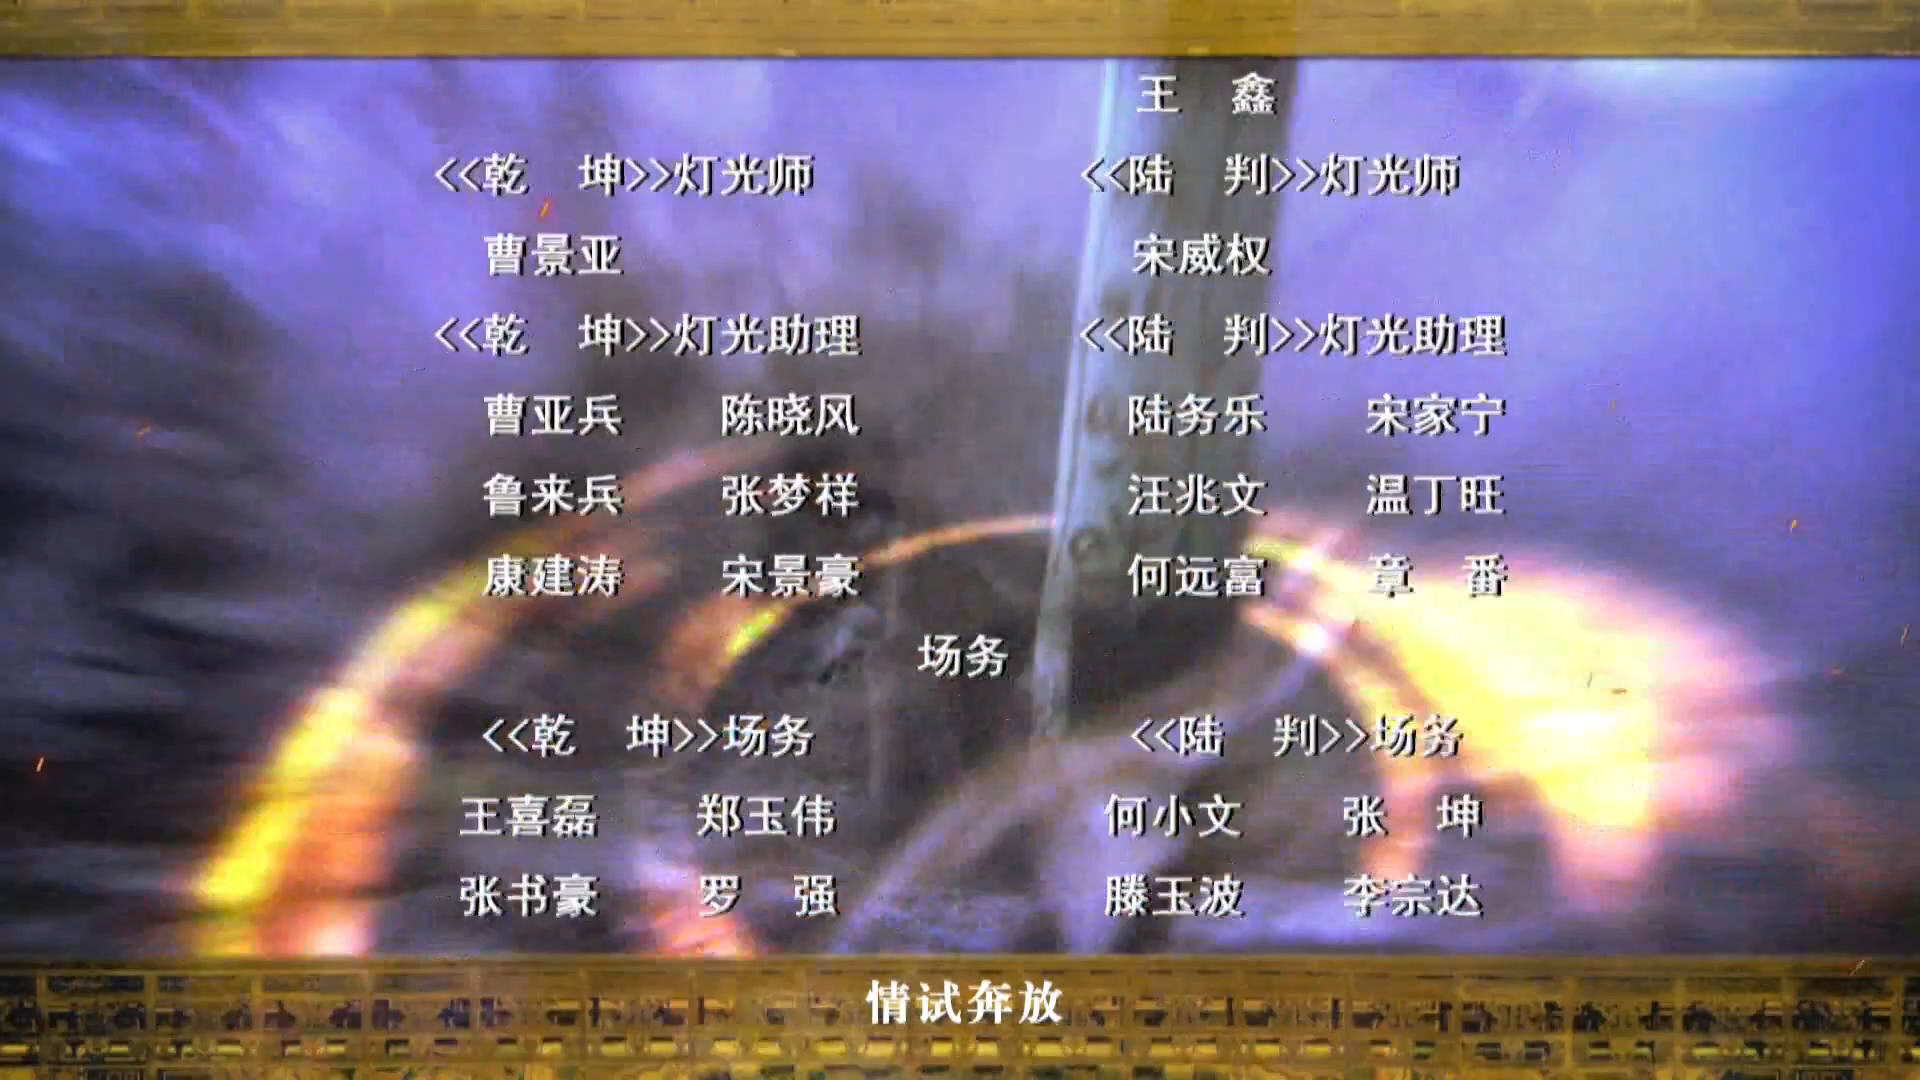 王　鑫
<<乾　坤>>灯光师　<<陆　判>>灯光师
曹景亚　宋威权
<<乾　坤>>灯光助理　<<陆　判>>灯光助理
曹亚兵　陈晓风　陆务乐　宋家宁
鲁来兵　张梦祥　汪兆文　温丁旺
康建涛　宋景豪　何远富　章　番
场务
<<乾　坤>>场务　<<陆　判>>场务
王喜磊　郑玉伟　何小文　张　坤
张书豪　罗　强　滕玉波　李宗达
情试奔放